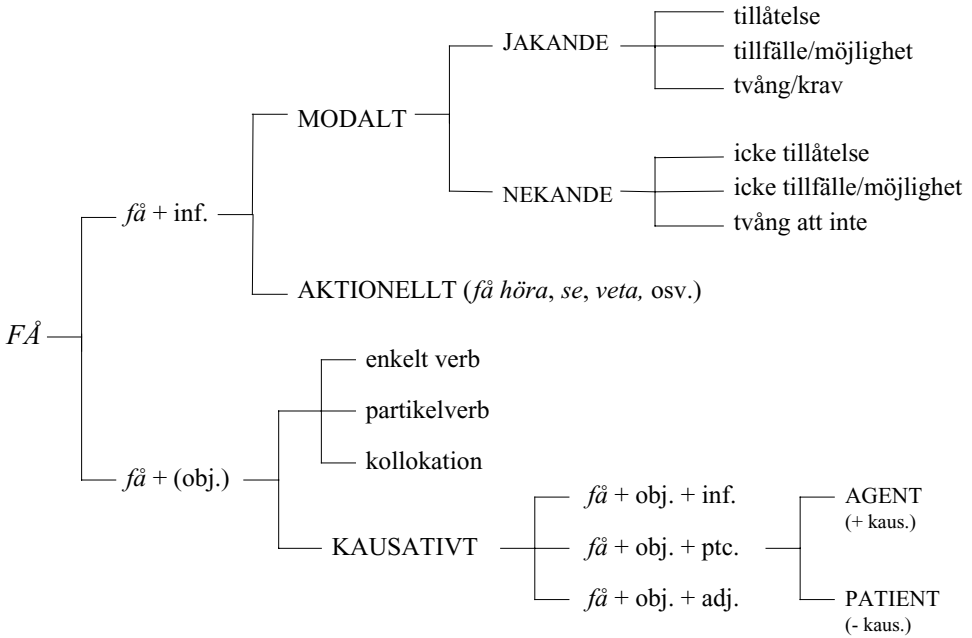 FÅ
få + inf.
MODALT
JAKANDE
tillåtelse
tillfälle/möjlighet
tvång/krav
NEKANDE
icke tillåtelse
icke tillfälle/möjlighet
tvång att inte
AKTIONELLT (få höra, se, veta, osv.)
få + (obj.)
enkelt verb
partikelverb
kollokation
KAUSATIVT
få + obj. + inf.
få + obj. + ptc.
AGENT
(+ kaus.)
PATIENT
(- kaus.)
få + obj. + adj.